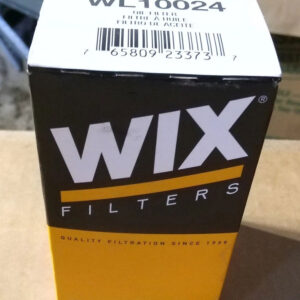 WL10024
OIL FILTER
FILTRE À HUILE
FILTRO DE ACEITE
7 65809 23373 7
WIX®
FILTERS
QUALITY FILTRATION SINCE 1939